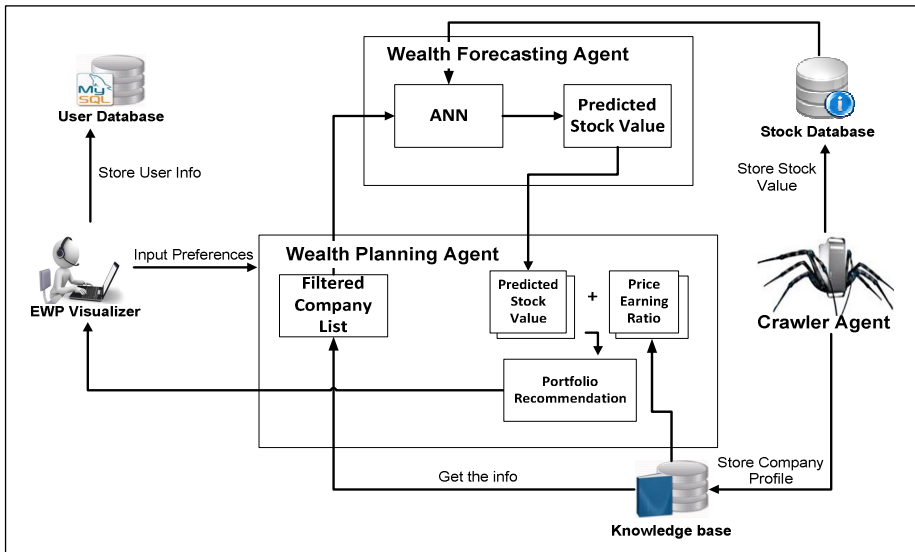 Wealth Forecasting Agent
ANN
Predicted
Stock Value
My
SQL
User Database
Stock Database
Store User Info
Store Stock
Value
Input Preferences
Wealth Planning Agent
Filtered
Company
List
Predicted
Stock
Value
+
Price
Earning
Ratio
EWP Visualizer
Crawler Agent
Portfolio
Recommendation
Get the info
Store Company
Profile
Knowledge base